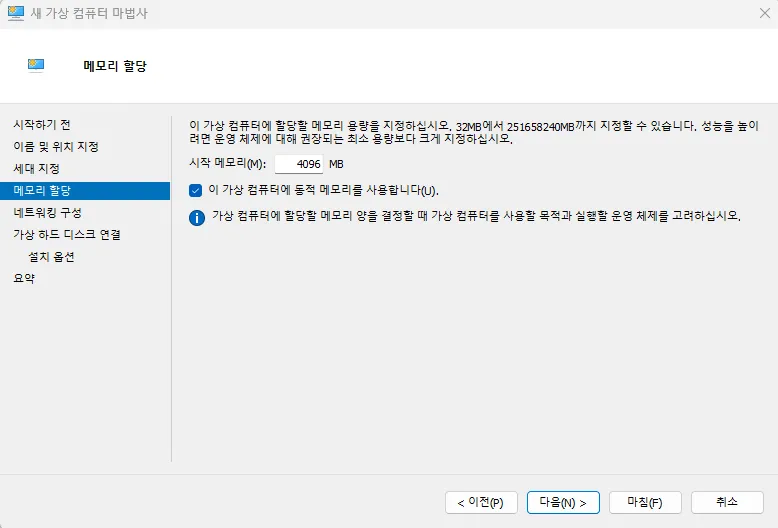 새 가상 컴퓨터 마법사
메모리 할당
시작하기 전
이름 및 위치 지정
세대 지정
메모리 할당
네트워킹 구성
가상 하드 디스크 연결
설치 옵션
요약
이 가상 컴퓨터에 할당할 메모리 용량을 지정하십시오. 32MB에서 251658240MB까지 지정할 수 있습니다. 성능을 높이
려면 운영 체제에 대해 권장되는 최소 용량보다 크게 지정하십시오.
시작 메모리(M): 4096 MB
이 가상 컴퓨터에 동적 메모리를 사용합니다(U).
가상 컴퓨터에 할당할 메모리 양을 결정할 때 가상 컴퓨터를 사용할 목적과 실행할 운영 체제를 고려하십시오.
< 이전(P) 다음(N) > 마침(F) 취소